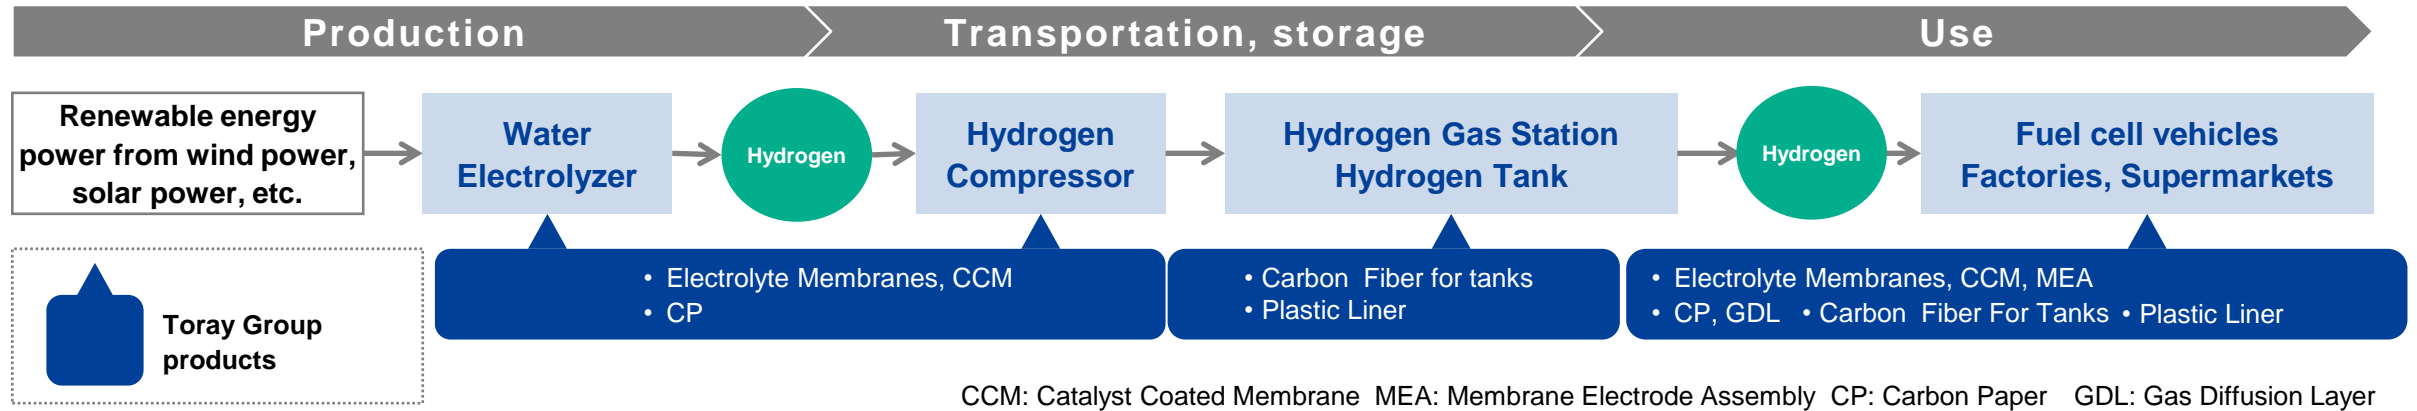 Production
Transportation, storage
Use
Renewable energy
power from wind power,
solar power, etc.
Water
Electrolyzer
Hydrogen
Hydrogen
Compressor
Hydrogen Gas Station
Hydrogen Tank
Hydrogen
Fuel cell vehicles
Factories, Supermarkets
Toray Group
products
• Electrolyte Membranes, CCM
• CP
• Carbon Fiber for tanks
• Plastic Liner
• Electrolyte Membranes, CCM, MEA
• CP, GDL • Carbon Fiber For Tanks • Plastic Liner
CCM: Catalyst Coated Membrane MEA: Membrane Electrode Assembly CP: Carbon Paper GDL: Gas Diffusion Layer